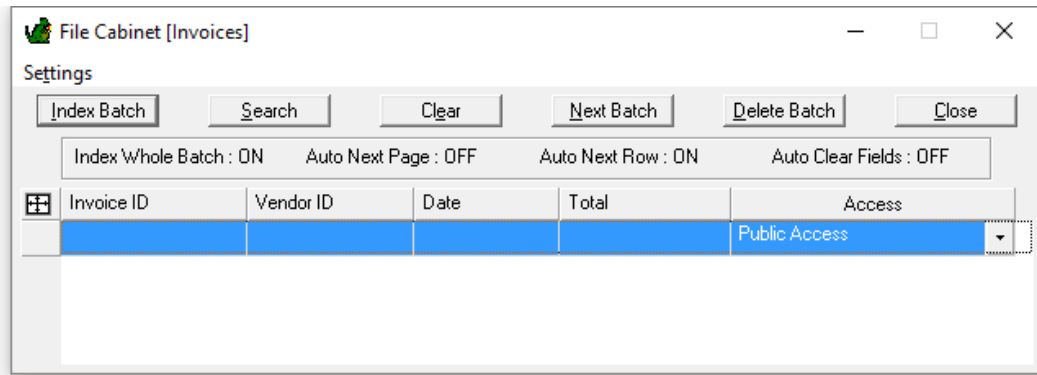 File Cabinet [Invoices]
Settings
Index Batch Search Clear Next Batch Delete Batch Close
Index Whole Batch : ON Auto Next Page : OFF Auto Next Row : ON Auto Clear Fields : OFF
Invoice ID Vendor ID Date Total Access
Public Access